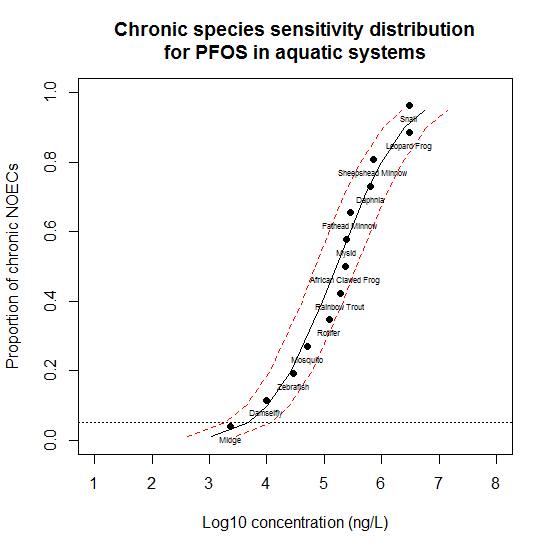 Chronic species sensitivity distribution
for PFOS in aquatic systems
Proportion of chronic NOECs
1.0
0.8
0.6
0.4
0.2
0.0
Snail
Leopard Frog
Sheepshead Minnow
Daphnia
Fathead Minnow
Mysid
African Clawed Frog
Rainbow Trout
Rotifer
Mosquito
Zebrafish
Damselfly
Midge
1 2 3 4 5 6 7 8
Log10 concentration (ng/L)